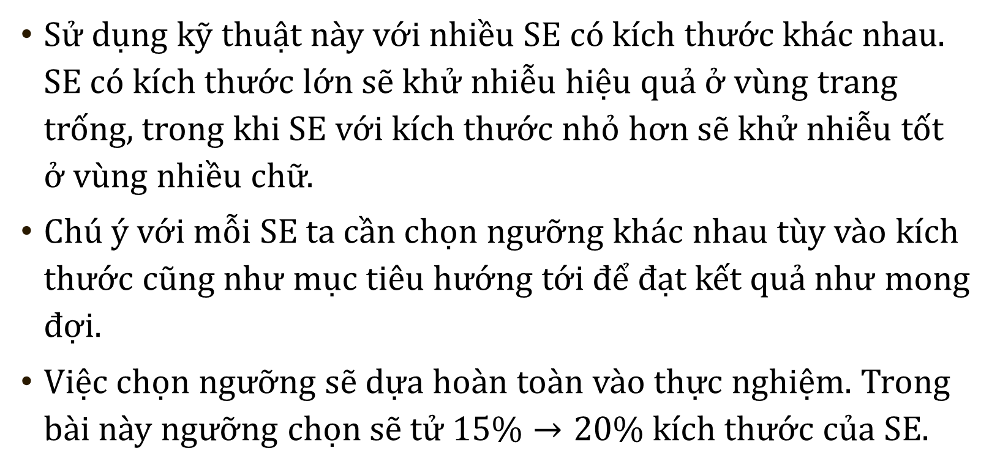 • Sử dụng kỹ thuật này với nhiều SE có kích thước khác nhau.
SE có kích thước lớn sẽ khử nhiễu hiệu quả ở vùng trang
trống, trong khi SE với kích thước nhỏ hơn sẽ khử nhiễu tốt
ở vùng nhiều chữ.
• Chú ý với mỗi SE ta cần chọn ngưỡng khác nhau tùy vào kích
thước cũng như mục tiêu hướng tới để đạt kết quả như mong
đợi.
• Việc chọn ngưỡng sẽ dựa hoàn toàn vào thực nghiệm. Trong
bài này ngưỡng chọn sẽ tử 15% → 20% kích thước của SE.